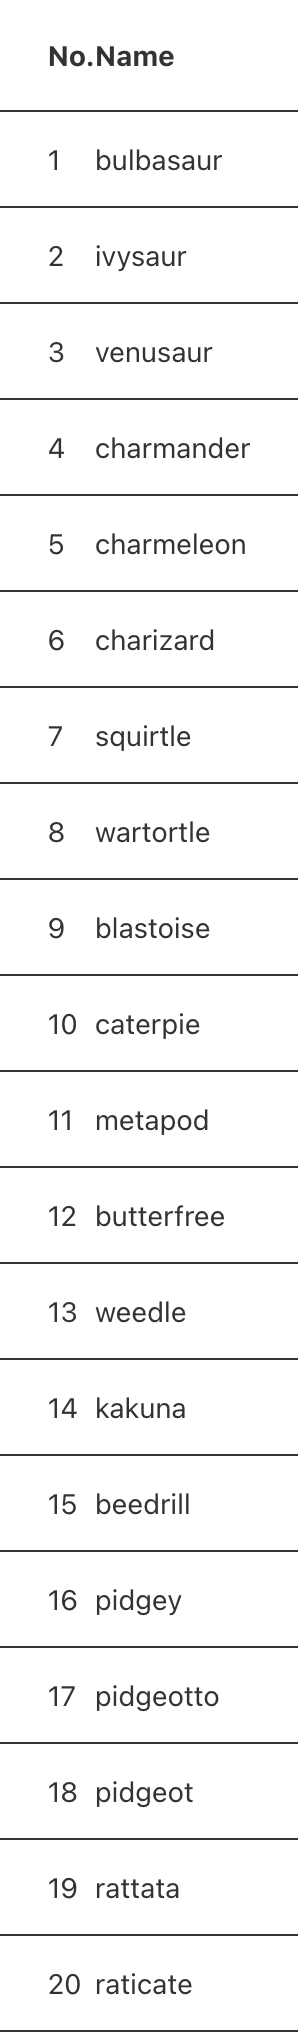 No. Name
1 bulbasaur
2 ivysaur
3 venusaur
4 charmander
5 charmeleon
6 charizard
7 squirtle
8 wartortle
9 blastoise
10 caterpie
11 metapod
12 butterfree
13 weedle
14 kakuna
15 beedrill
16 pidgey
17 pidgeotto
18 pidgeot
19 rattata
20 raticate